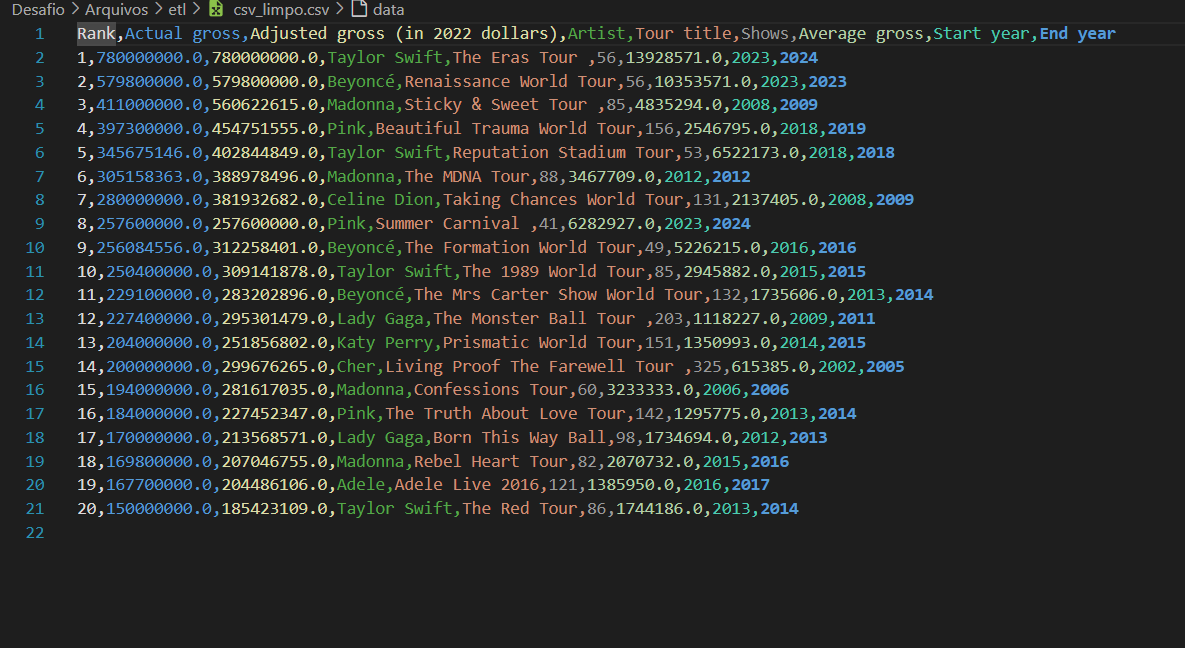 Desafio > Arquivos > etl > csv_limpo.csv > data
1 Rank,Actual gross,Adjusted gross (in 2022 dollars),Artist,Tour title,Shows,Average gross,Start year,End year
2 1,780000000.0,780000000.0,Taylor Swift,The Eras Tour ,56,13928571.0,2023,2024
3 2,579800000.0,579800000.0,Beyoncé,Renaissance World Tour,56,10353571.0,2023,2023
4 3,411000000.0,560622615.0,Madonna,Sticky & Sweet Tour ,85,4835294.0,2008,2009
5 4,397300000.0,454751555.0,Pink,Beautiful Trauma World Tour,156,2546795.0,2018,2019
6 5,345675146.0,402844849.0,Taylor Swift,Reputation Stadium Tour,53,6522173.0,2018,2018
7 6,305158363.0,388978496.0,Madonna,The MDNA Tour,88,3467709.0,2012,2012
8 7,280000000.0,381932682.0,Celine Dion,Taking Chances World Tour,131,2137405.0,2008,2009
9 8,257600000.0,257600000.0,Pink,Summer Carnival ,41,6282927.0,2023,2024
10 9,256084556.0,312258401.0,Beyoncé,The Formation World Tour,49,5226215.0,2016,2016
11 10,250400000.0,309141878.0,Taylor Swift,The 1989 World Tour,85,2945882.0,2015,2015
12 11,229100000.0,283202896.0,Beyoncé,The Mrs Carter Show World Tour,132,1735606.0,2013,2014
13 12,227400000.0,295301479.0,Lady Gaga,The Monster Ball Tour ,203,1118227.0,2009,2011
14 13,204000000.0,251856802.0,Katy Perry,Prismatic World Tour,151,1350993.0,2014,2015
15 14,200000000.0,299676265.0,Cher,Living Proof The Farewell Tour ,325,615385.0,2002,2005
16 15,194000000.0,281617035.0,Madonna,Confessions Tour,60,3233333.0,2006,2006
17 16,184000000.0,227452347.0,Pink,The Truth About Love Tour,142,1295775.0,2013,2014
18 17,170000000.0,213568571.0,Lady Gaga,Born This Way Ball,98,1734694.0,2012,2013
19 18,169800000.0,207046755.0,Madonna,Rebel Heart Tour,82,2070732.0,2015,2016
20 19,167700000.0,204486106.0,Adele,Adele Live 2016,121,1385950.0,2016,2017
21 20,150000000.0,185423109.0,Taylor Swift,The Red Tour,86,1744186.0,2013,2014
22